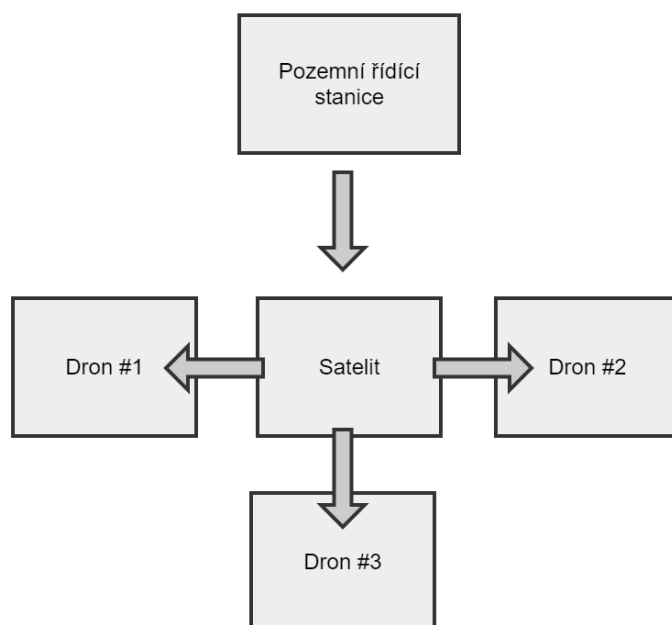 Pozemní řídící
stanice
Dron #1
Satelit
Dron #2
Dron #3